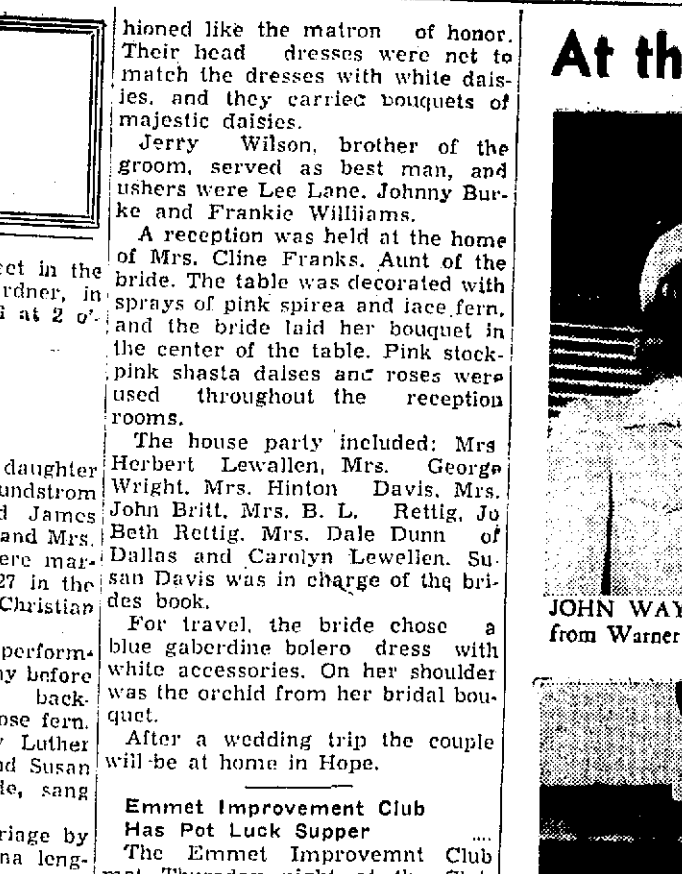 ect in the
rdner, in
at 2 o'-
daughter
undstrom
d James
and Mrs.
ere mar-
27 in the
Christian
perform-
ny before
back-
ose fern.
Luther
nd Susan
le, sang
riage by
na leng-
hioned like the matron of honor.
Their head dresses were net to
match the dresses with white dais-
ies. and they carried bouquets of
majestic daisies.
Jerry Wilson, brother of the
groom, served as best man, and
ushers were Lee Lane. Johnny Bur-
ke and Frankie Williiams.
A reception was held at the home
of Mrs. Cline Franks. Aunt of the
bride. The table was decorated with
sprays of pink spirea and lace fern,
and the bride laid her bouquet in
the center of the table. Pink stock-
pink shasta daises and roses were
used throughout the reception
rooms.
The house party included: Mrs
Herbert Lewallen, Mrs. George
Wright. Mrs. Hinton Davis. Mrs.
John Britt, Mrs. B. L. Rettig, Jo
Beth Rettig. Mrs. Dale Dunn of
Dallas and Carolyn Lewellen. Su-
san Davis was in charge of the bri-
des book.
For travel, the bride chose a
blue gaberdine bolero dress with
white accessories. On her shoulder
was the orchid from her bridal bou-
quet.
After a wedding trip the couple
will be at home in Hope.
Emmet Improvement Club
Has Pot Luck Supper
The Emmet Improvemnt Club
met Thursday night at the Club
At th
JOHN WAY
from Warner